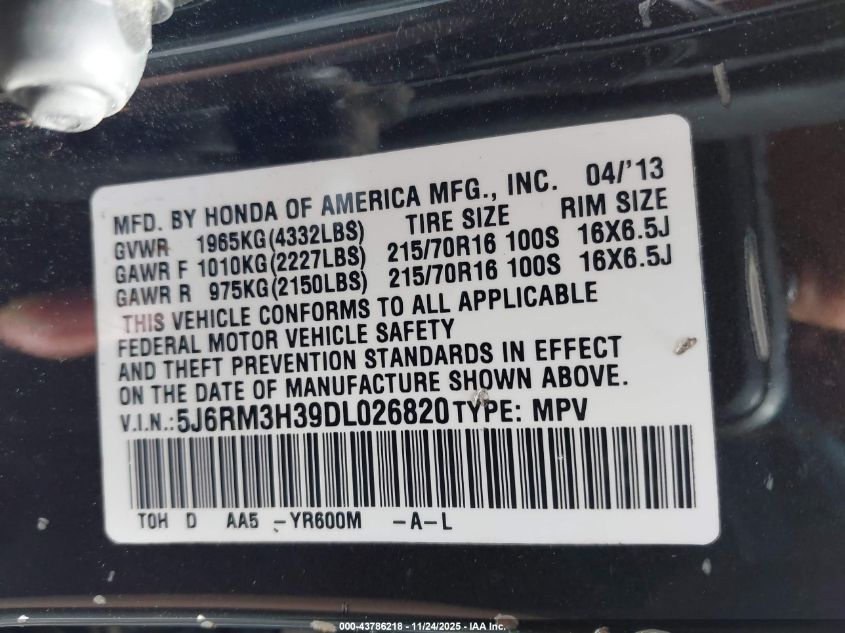 MFD. BY HONDA OF AMERICA MFG., INC. 04/'13
GVWR 1965KG(4332LBS) TIRE SIZE RIM SIZE
GAWR F 1010KG(2227LBS) 215/70R16 100S 16X6.5J
GAWR R 975KG(2150LBS) 215/70R16 100S 16X6.5J
THIS VEHICLE CONFORMS TO ALL APPLICABLE
FEDERAL MOTOR VEHICLE SAFETY
AND THEFT PREVENTION STANDARDS IN EFFECT
ON THE DATE OF MANUFACTURE SHOWN ABOVE.
V.I.N.:5J6RM3H39DL026820 TYPE: MPV
TOH D AA5 -YR600M -A-L
000-43786218 - 11/24/2025 - IAA Inc.